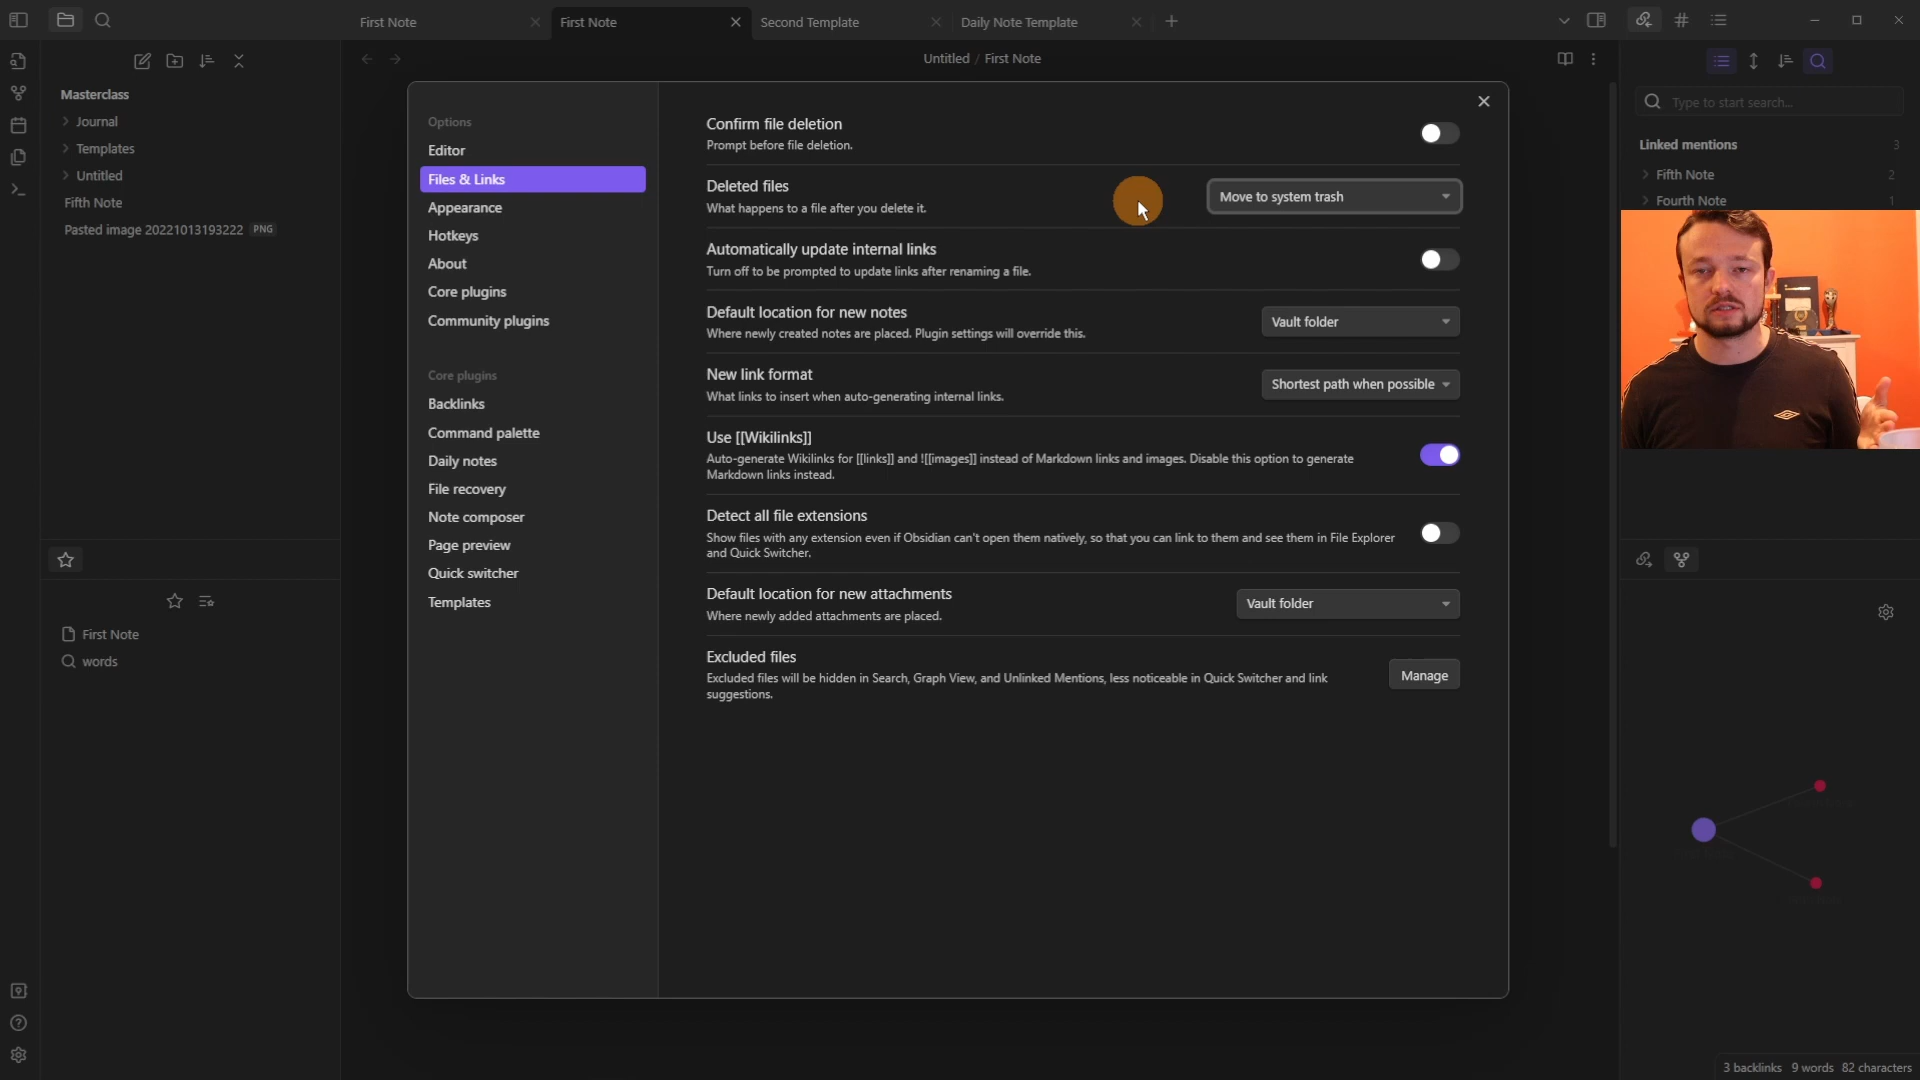 First Note
First Note
Second Template
Daily Note Template
Untitled / First Note
Masterclass
Journal
Templates
Untitled
Fifth Note
Pasted image 20221013193222 PNG
First Note
words
Options
Editor
Files & Links
Appearance
Hotkeys
About
Core plugins
Community plugins
Core plugins
Backlinks
Command palette
Daily notes
File recovery
Note composer
Page preview
Quick switcher
Templates
Confirm file deletion
Prompt before file deletion.
Deleted files
What happens to a file after you delete it.
Move to system trash
Automatically update internal links
Turn off to be prompted to update links after renaming a file.
Default location for new notes
Where newly created notes are placed. Plugin settings will override this.
Vault folder
New link format
What links to insert when auto-generating internal links.
Shortest path when possible
Use [[Wikilinks]]
Auto-generate Wikilinks for [[links]] and ![[images]] instead of Markdown links and images. Disable this option to generate
Markdown links instead.
Detect all file extensions
Show files with any extension even if Obsidian can't open them natively, so that you can link to them and see them in File Explorer
and Quick Switcher.
Default location for new attachments
Where newly added attachments are placed.
Vault folder
Excluded files
Excluded files will be hidden in Search, Graph View, and Unlinked Mentions, less noticeable in Quick Switcher and link
suggestions.
Manage
Type to start search...
Linked mentions 3
Fifth Note 2
Fourth Note 1
3 backlinks 9 words 82 characters